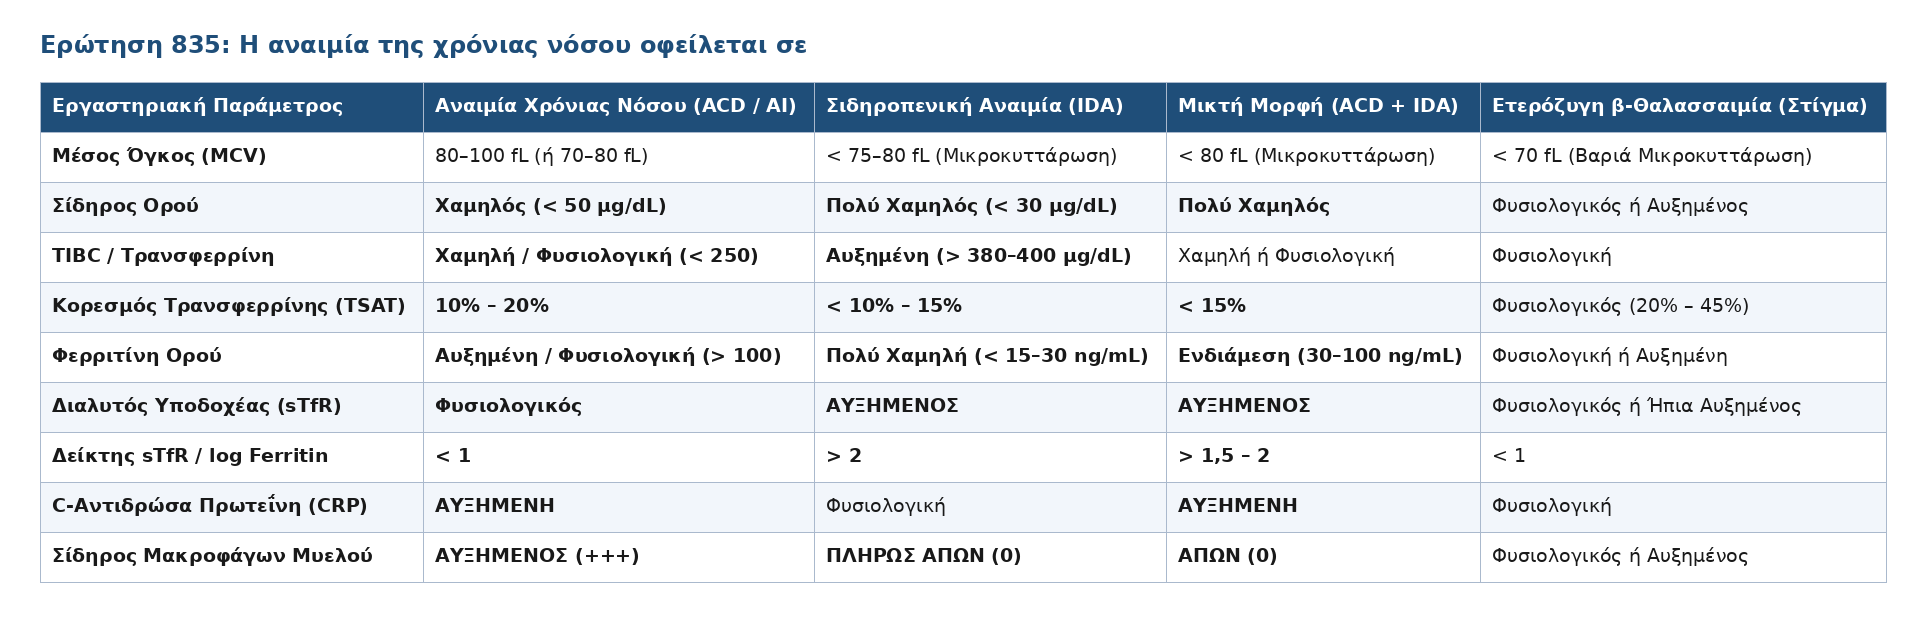 Ερώτηση 835: Η αναιμία της χρόνιας νόσου οφείλεται σε
Εργαστηριακή Παράμετρος Αναιμία Χρόνιας Νόσου (ACD / AI) Σιδηροπενική Αναιμία (IDA) Μικτή Μορφή (ACD + IDA) Ετερόζυγη β-Θαλασσαιμία (Στίγμα)
Μέσος Όγκος (MCV) 80–100 fL (ή 70–80 fL) < 75–80 fL (Μικροκυττάρωση) < 80 fL (Μικροκυττάρωση) < 70 fL (Βαριά Μικροκυττάρωση)
Σίδηρος Ορού Χαμηλός (< 50 μg/dL) Πολύ Χαμηλός (< 30 μg/dL) Πολύ Χαμηλός Φυσιολογικός ή Αυξημένος
TIBC / Τρανσφερρίνη Χαμηλή / Φυσιολογική (< 250) Αυξημένη (> 380–400 μg/dL) Χαμηλή ή Φυσιολογική Φυσιολογική
Κορεσμός Τρανσφερρίνης (TSAT) 10% – 20% < 10% – 15% < 15% Φυσιολογικός (20% – 45%)
Φερριτίνη Ορού Αυξημένη / Φυσιολογική (> 100) Πολύ Χαμηλή (< 15–30 ng/mL) Ενδιάμεση (30–100 ng/mL) Φυσιολογική ή Αυξημένη
Διαλυτός Υποδοχέας (sTfR) Φυσιολογικός ΑΥΞΗΜΕΝΟΣ ΑΥΞΗΜΕΝΟΣ Φυσιολογικός ή Ήπια Αυξημένος
Δείκτης sTfR / log Ferritin < 1 > 2 > 1,5 – 2 < 1
C-Αντιδρώσα Πρωτεΐνη (CRP) ΑΥΞΗΜΕΝΗ Φυσιολογική ΑΥΞΗΜΕΝΗ Φυσιολογική
Σίδηρος Μακροφάγων Μυελού ΑΥΞΗΜΕΝΟΣ (+++) ΠΛΗΡΩΣ ΑΠΩΝ (0) ΑΠΩΝ (0) Φυσιολογικός ή Αυξημένος